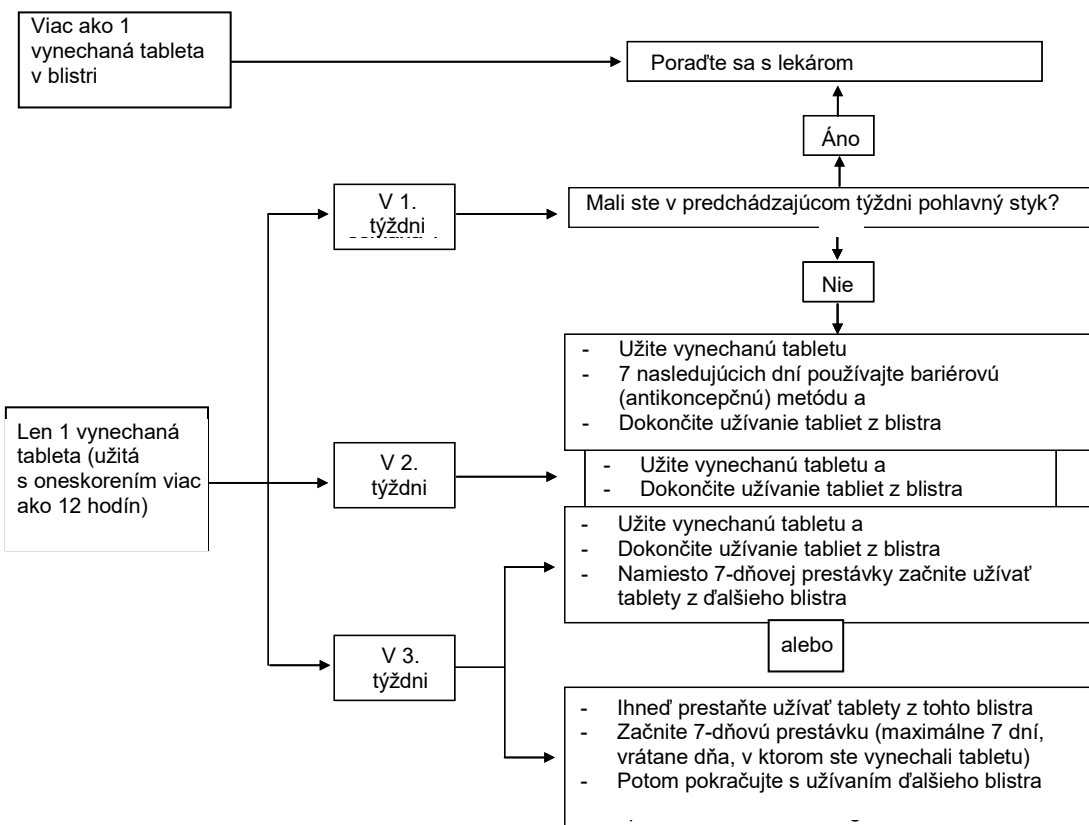 Viac ako 1
vynechaná tableta
v blistri
Poraďte sa s lekárom
Áno
V 1.
týždni
Mali ste v predchádzajúcom týždni pohlavný styk?
Nie
- Užite vynechanú tabletu
- 7 nasledujúcich dní používajte bariérovú
(antikoncepčnú) metódu a
- Dokončite užívanie tabliet z blistra
Len 1 vynechaná
tableta (užitá
s oneskorením viac
ako 12 hodín)
V 2.
týždni
- Užite vynechanú tabletu a
- Dokončite užívanie tabliet z blistra
- Užite vynechanú tabletu a
- Dokončite užívanie tabliet z blistra
- Namiesto 7-dňovej prestávky začnite užívať
tablety z ďalšieho blistra
alebo
V 3.
týždni
- Ihneď prestaňte užívať tablety z tohto blistra
- Začnite 7-dňovú prestávku (maximálne 7 dní,
vrátane dňa, v ktorom ste vynechali tabletu)
- Potom pokračujte s užívaním ďalšieho blistra